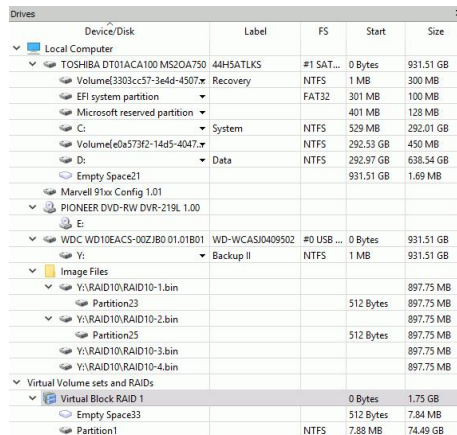 Drives
Device/Disk Label FS Start Size
Local Computer
TOSHIBA DT01ACA100 MS2OA750 44H5ATLKS #1 SAT... 0 Bytes 931.51 GB
Volume{3303cc57-3e4d-4507.. Recovery NTFS 1 MB 300 MB
EFI system partition FAT32 301 MB 100 MB
Microsoft reserved partition 401 MB 128 MB
C: System NTFS 529 MB 292.01 GB
Volume{e0a573f2-14d5-4047.. NTFS 292.53 GB 450 MB
D: Data NTFS 292.97 GB 638.54 GB
Empty Space21 931.51 GB 1.69 MB
Marvell 91xx Config 1.01
PIONEER DVD-RW DVR-219L 1.00
E:
WDC WD10EACS-00ZJB0 01.01B01 WD-WCASJ0409502 #0 USB ... 0 Bytes 931.51 GB
Y: Backup II NTFS 1 MB 931.51 GB
Image Files
Y:\RAID10\RAID10-1.bin 897.75 MB
Partition23 512 Bytes 897.75 MB
Y:\RAID10\RAID10-2.bin 897.75 MB
Partition25 512 Bytes 897.75 MB
Y:\RAID10\RAID10-3.bin 897.75 MB
Y:\RAID10\RAID10-4.bin 897.75 MB
Virtual Volume sets and RAIDs
Virtual Block RAID 1 0 Bytes 1.75 GB
Empty Space33 512 Bytes 7.84 MB
Partition1 NTFS 7.88 MB 74.49 GB